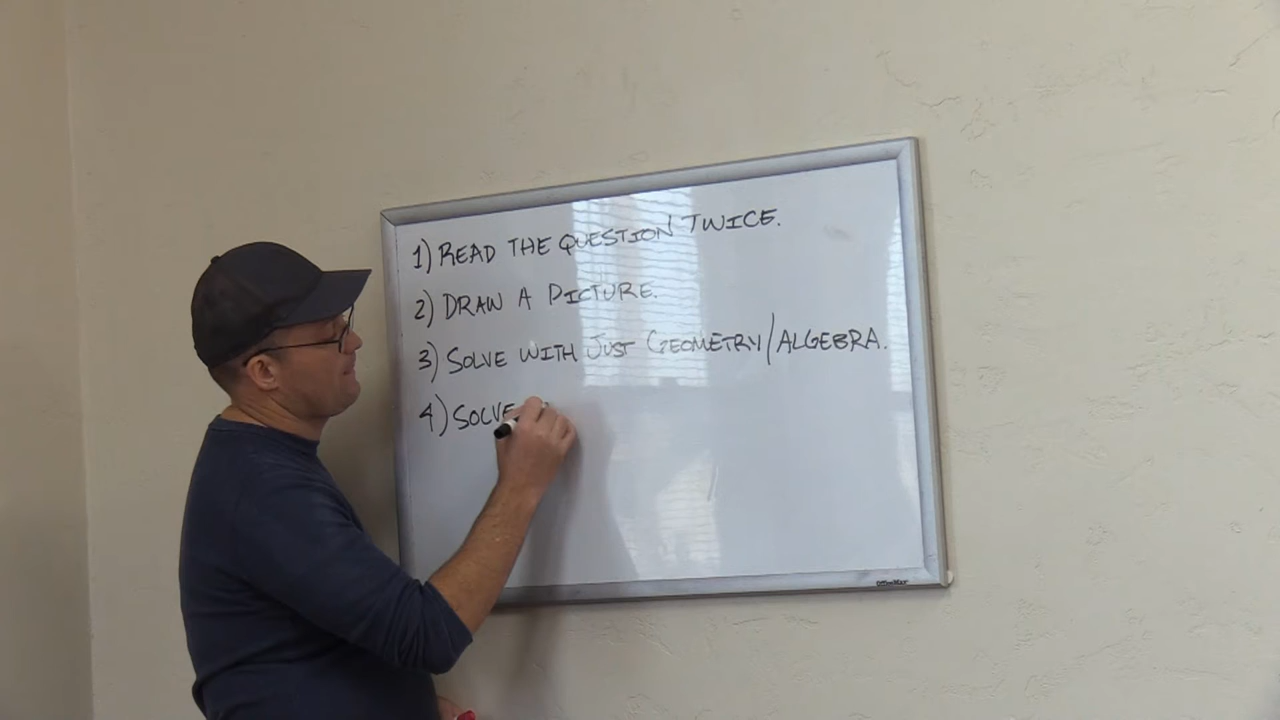 1) READ THE QUESTION TWICE.
2) DRAW A PICTURE.
3) SOLVE WITH JUST GEOMETRY/ALGEBRA.
4) SOLVE